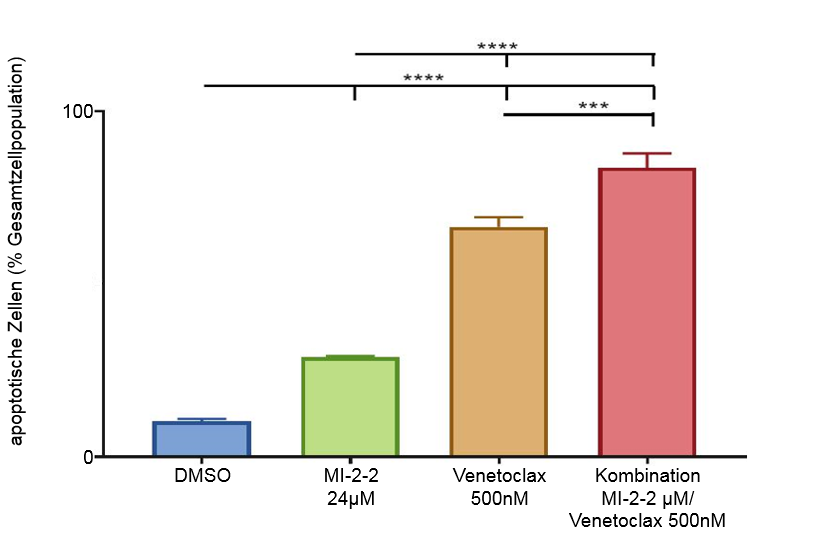 ****
****
***
100
0
apoptotische Zellen (% Gesamtzellpopulation)
DMSO
MI-2-2
24µM
Venetoclax
500nM
Kombination
MI-2-2 µM/
Venetoclax 500nM